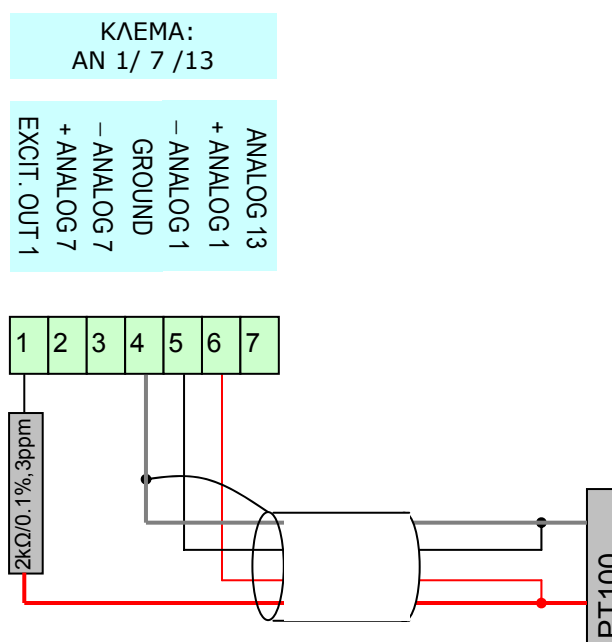 ΚΛΕΜΑ:
AN 1/ 7 /13
EXCIT. OUT 1
+ ANALOG 7
– ANALOG 7
GROUND
– ANALOG 1
+ ANALOG 1
ANALOG 13
1 2 3 4 5 6 7
2kΩ/0.1%,3ppm
PT100